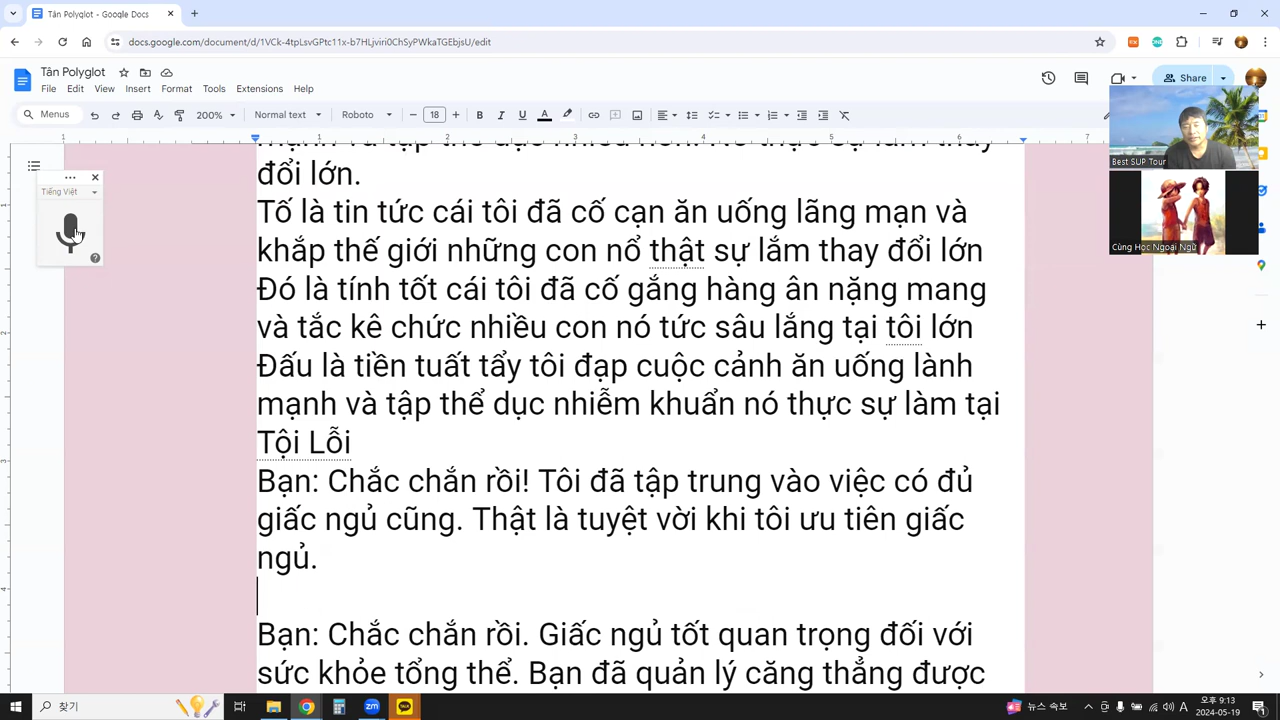 Tân Polyglot - Google Docs
docs.google.com/document/d/1VCk-4tpLsvGPtc11x-b7HLjviri0ChSyPWkaTGEbjsU/edit
Tân Polyglot
File Edit View Insert Format Tools Extensions Help
Share
Menus 200% Normal text Roboto 18 B I U A
1 1 2 3 4 5 6 7
Best SUP Tour
Cùng Học Ngoại Ngữ
Tiếng Việt
đổi lớn.
Tố là tin tức cái tôi đã cố cạn ăn uống lãng mạn và
khắp thế giới những con nổ thật sự lắm thay đổi lớn
Đó là tính tốt cái tôi đã cố gắng hàng ân nặng mang
và tắc kê chức nhiều con nó tức sâu lắng tại tôi lớn
Đấu là tiền tuất tẩy tôi đạp cuộc cảnh ăn uống lành
mạnh và tập thể dục nhiễm khuẩn nó thực sự làm tại
Tội Lỗi
Bạn: Chắc chắn rồi! Tôi đã tập trung vào việc có đủ
giấc ngủ cũng. Thật là tuyệt vời khi tôi ưu tiên giấc
ngủ.
Bạn: Chắc chắn rồi. Giấc ngủ tốt quan trọng đối với
sức khỏe tổng thể. Bạn đã quản lý căng thẳng được
찾기
뉴스 속보
A
오후 9:13
2024-05-19